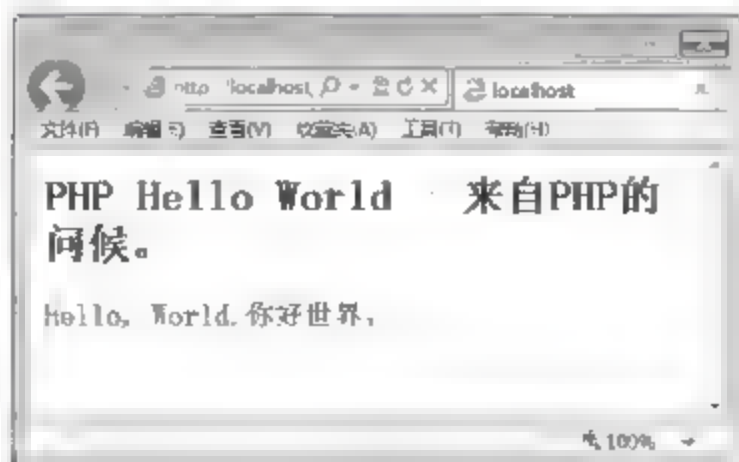 http localhost
localhost
文件(F) 编辑(E) 查看(V) 收藏夹(A) 工具(T) 帮助(H)
PHP Hello World 来自PHP的
问候。
Hello, World.你好世界。
100%